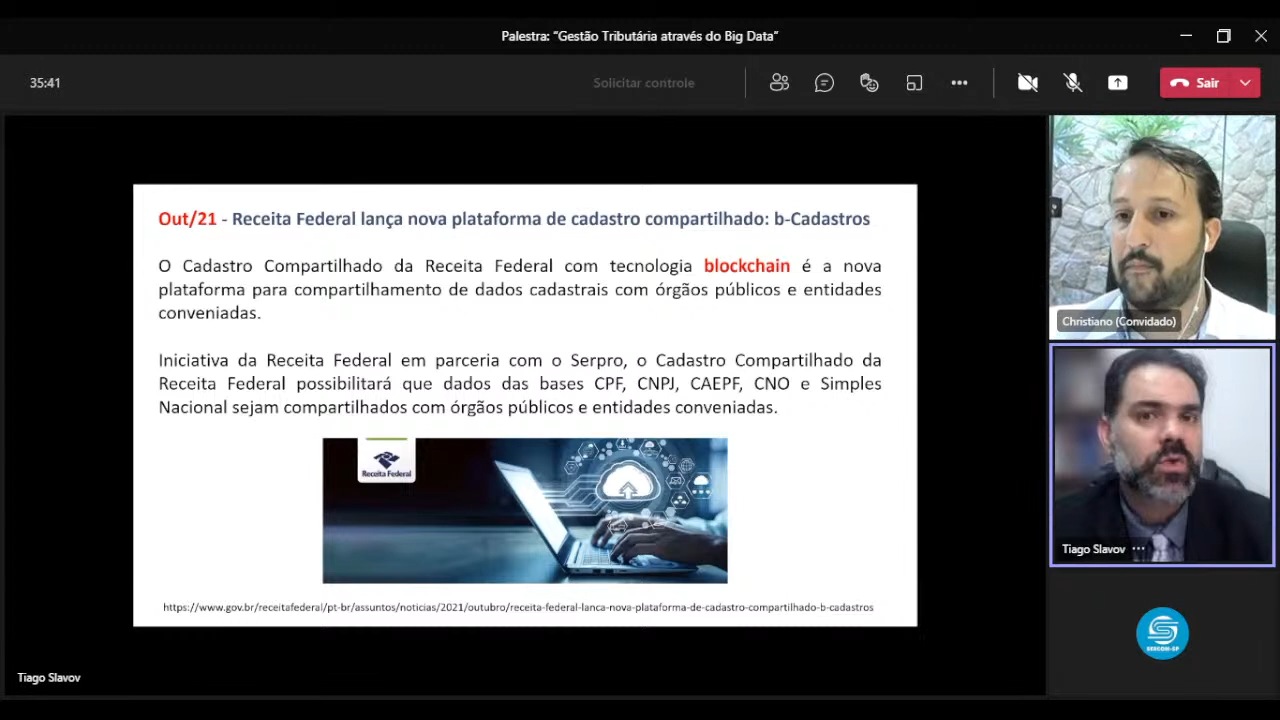 Palestra: "Gestão Tributária através do Big Data"
35:41
Solicitar controle
Sair
Out/21 - Receita Federal lança nova plataforma de cadastro compartilhado: b-Cadastros
O Cadastro Compartilhado da Receita Federal com tecnologia blockchain é a nova
plataforma para compartilhamento de dados cadastrais com órgãos públicos e entidades
conveniadas.
Iniciativa da Receita Federal em parceria com o Serpro, o Cadastro Compartilhado da
Receita Federal possibilitará que dados das bases CPF, CNPJ, CAEPF, CNO e Simples
Nacional sejam compartilhados com órgãos públicos e entidades conveniadas.
Receita Federal
https://www.gov.br/receitafederal/pt-br/assuntos/noticias/2021/outubro/receita-federal-lanca-nova-plataforma-de-cadastro-compartilhado-b-cadastros
Christiano (Convidado)
Tiago Slavov
SESCON-SP
Tiago Slavov